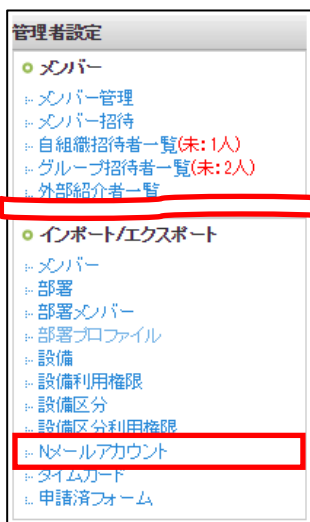 管理者設定
メンバー
メンバー管理
メンバー招待
自組織招待者一覧(未:1人)
グループ招待者一覧(未:2人)
外部紹介者一覧
インポート/エクスポート
メンバー
部署
部署メンバー
部署プロファイル
設備
設備利用権限
設備区分
設備区分利用権限
Nメールアカウント
タイムカード
申請済フォーム